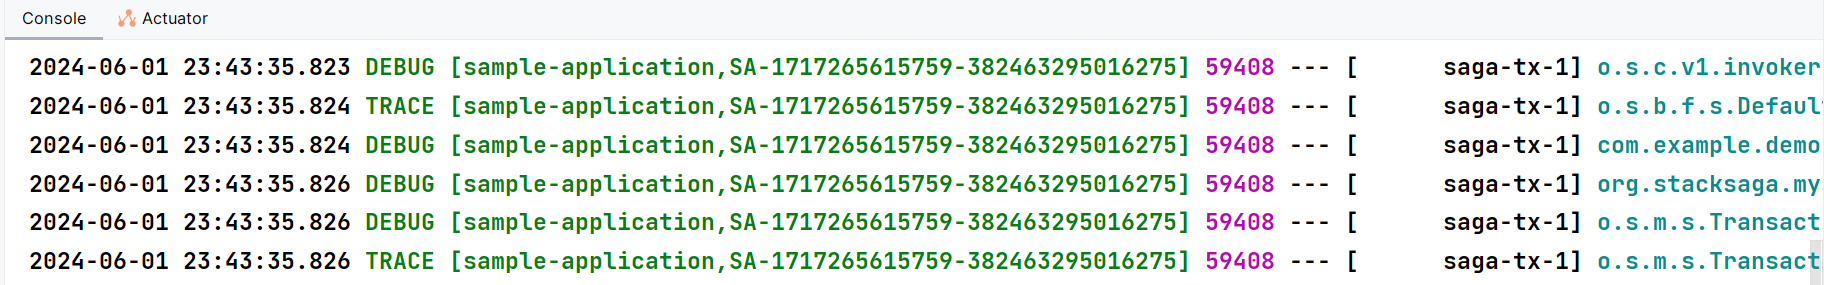 Console Actuator
2024-06-01 23:43:35.823 DEBUG [sample-application,SA-1717265615759-382463295016275] 59408 --- [      saga-tx-1] o.s.c.v1.invoker
2024-06-01 23:43:35.824 TRACE [sample-application,SA-1717265615759-382463295016275] 59408 --- [      saga-tx-1] o.s.b.f.s.Defaul
2024-06-01 23:43:35.824 DEBUG [sample-application,SA-1717265615759-382463295016275] 59408 --- [      saga-tx-1] com.example.demo
2024-06-01 23:43:35.826 DEBUG [sample-application,SA-1717265615759-382463295016275] 59408 --- [      saga-tx-1] org.stacksaga.my
2024-06-01 23:43:35.826 DEBUG [sample-application,SA-1717265615759-382463295016275] 59408 --- [      saga-tx-1] o.s.m.s.Transact
2024-06-01 23:43:35.826 TRACE [sample-application,SA-1717265615759-382463295016275] 59408 --- [      saga-tx-1] o.s.m.s.Transact